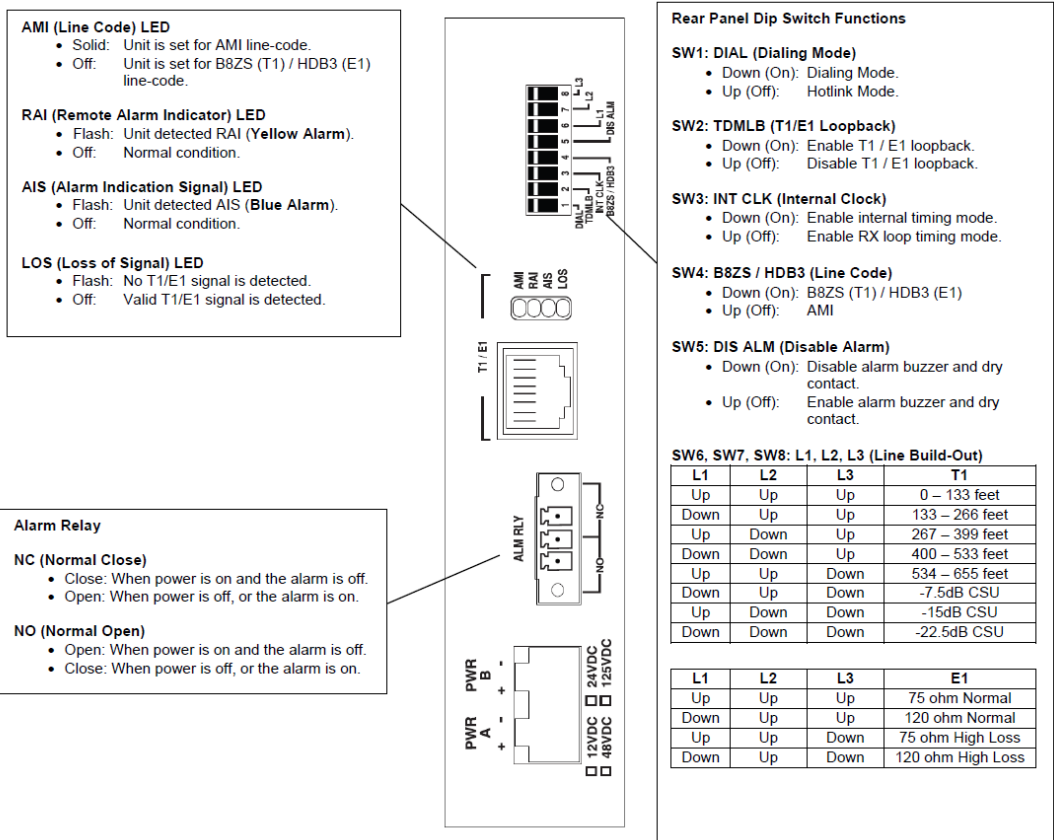 AMI (Line Code) LED
• Solid: Unit is set for AMI line-code.
• Off: Unit is set for B8ZS (T1) / HDB3 (E1)
line-code.
RAI (Remote Alarm Indicator) LED
• Flash: Unit detected RAI (Yellow Alarm).
• Off: Normal condition.
AIS (Alarm Indication Signal) LED
• Flash: Unit detected AIS (Blue Alarm).
• Off: Normal condition.
LOS (Loss of Signal) LED
• Flash: No T1/E1 signal is detected.
• Off: Valid T1/E1 signal is detected.
Alarm Relay
NC (Normal Close)
• Close: When power is on and the alarm is off.
• Open: When power is off, or the alarm is on.
NO (Normal Open)
• Open: When power is on and the alarm is off.
• Close: When power is off, or the alarm is on.
1 2 3 4 5 6 7 8
DIAL
TDMLB
INT CLK
B8ZS / HDB3
DIS ALM
L1
L2
L3
AMI
RAI
AIS
LOS
T1 / E1
ALM RLY
NC
NO
PWR
B
+ -
PWR
A
+ -
24VDC
125VDC
12VDC
48VDC
Rear Panel Dip Switch Functions
SW1: DIAL (Dialing Mode)
• Down (On): Dialing Mode.
• Up (Off): Hotlink Mode.
SW2: TDMLB (T1/E1 Loopback)
• Down (On): Enable T1 / E1 loopback.
• Up (Off): Disable T1 / E1 loopback.
SW3: INT CLK (Internal Clock)
• Down (On): Enable internal timing mode.
• Up (Off): Enable RX loop timing mode.
SW4: B8ZS / HDB3 (Line Code)
• Down (On): B8ZS (T1) / HDB3 (E1)
• Up (Off): AMI
SW5: DIS ALM (Disable Alarm)
• Down (On): Disable alarm buzzer and dry
contact.
• Up (Off): Enable alarm buzzer and dry
contact.
SW6, SW7, SW8: L1, L2, L3 (Line Build-Out)
L1 L2 L3 T1
Up Up Up 0 – 133 feet
Down Up Up 133 – 266 feet
Up Down Up 267 – 399 feet
Down Down Up 400 – 533 feet
Up Up Down 534 – 655 feet
Down Up Down -7.5dB CSU
Up Down Down -15dB CSU
Down Down Down -22.5dB CSU
L1 L2 L3 E1
Up Up Up 75 ohm Normal
Down Up Up 120 ohm Normal
Up Up Down 75 ohm High Loss
Down Up Down 120 ohm High Loss